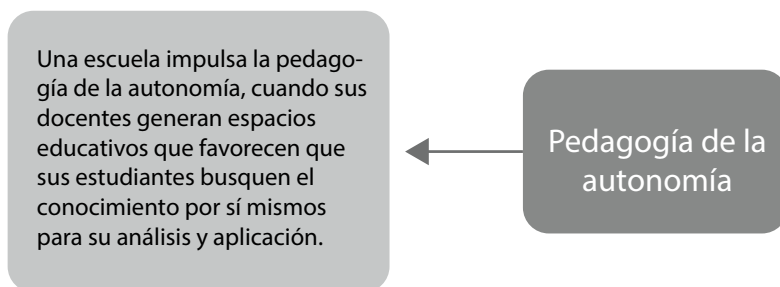 Una escuela impulsa la pedago-
gía de la autonomía, cuando sus
docentes generan espacios
educativos que favorecen que
sus estudiantes busquen el
conocimiento por sí mismos
para su análisis y aplicación.
Pedagogía de la
autonomía